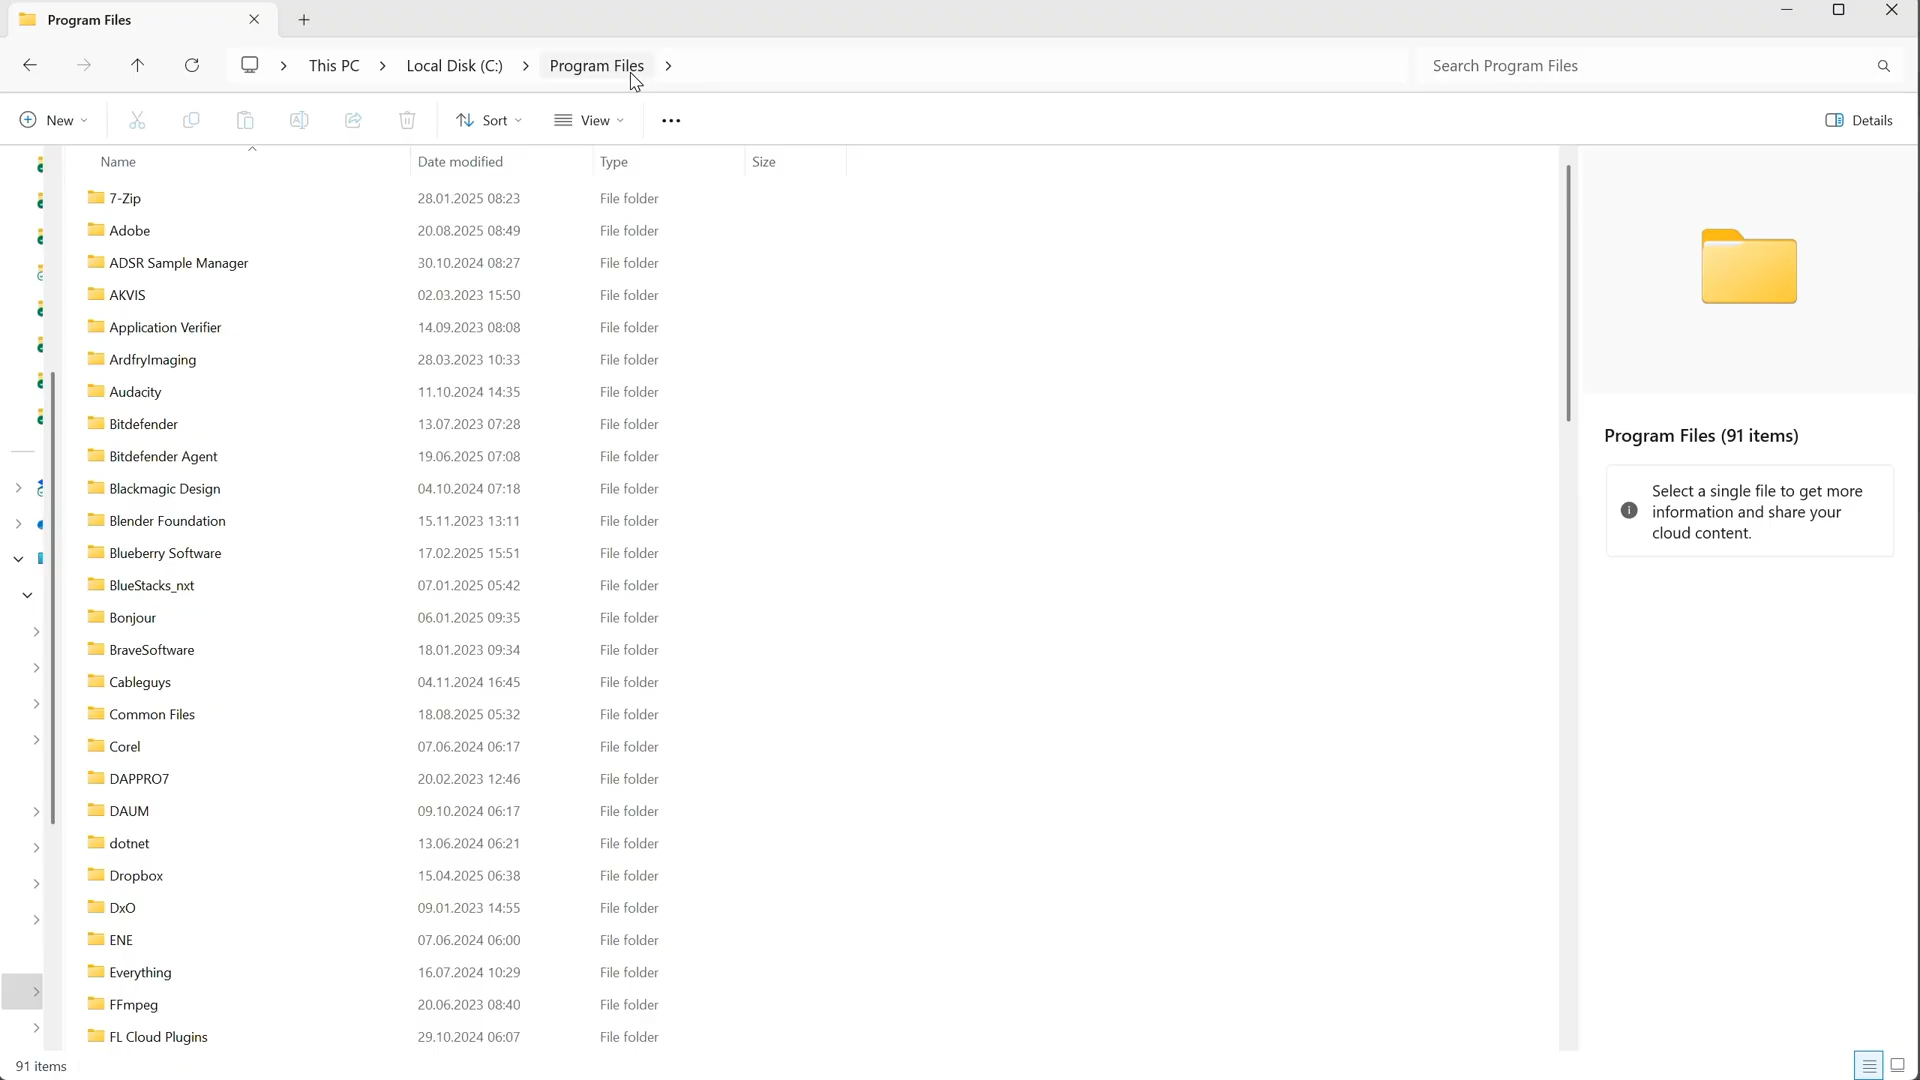 Program Files
This PC > Local Disk (C:) > Program Files >
Search Program Files
New
Sort
View
Details
Name Date modified Type Size
7-Zip 28.01.2025 08:23 File folder
Adobe 20.08.2025 08:49 File folder
ADSR Sample Manager 30.10.2024 08:27 File folder
AKVIS 02.03.2023 15:50 File folder
Application Verifier 14.09.2023 08:08 File folder
ArdfryImaging 28.03.2023 10:33 File folder
Audacity 11.10.2024 14:35 File folder
Bitdefender 13.07.2023 07:28 File folder
Bitdefender Agent 19.06.2025 07:08 File folder
Blackmagic Design 04.10.2024 07:18 File folder
Blender Foundation 15.11.2023 13:11 File folder
Blueberry Software 17.02.2025 15:51 File folder
BlueStacks_nxt 07.01.2025 05:42 File folder
Bonjour 06.01.2025 09:35 File folder
BraveSoftware 18.01.2023 09:34 File folder
Cableguys 04.11.2024 16:45 File folder
Common Files 18.08.2025 05:32 File folder
Corel 07.06.2024 06:17 File folder
DAPPRO7 20.02.2023 12:46 File folder
DAUM 09.10.2024 06:17 File folder
dotnet 13.06.2024 06:21 File folder
Dropbox 15.04.2025 06:38 File folder
DxO 09.01.2023 14:55 File folder
ENE 07.06.2024 06:00 File folder
Everything 16.07.2024 10:29 File folder
FFmpeg 20.06.2023 08:40 File folder
FL Cloud Plugins 29.10.2024 06:07 File folder
Program Files (91 items)
Select a single file to get more
information and share your
cloud content.
91 items